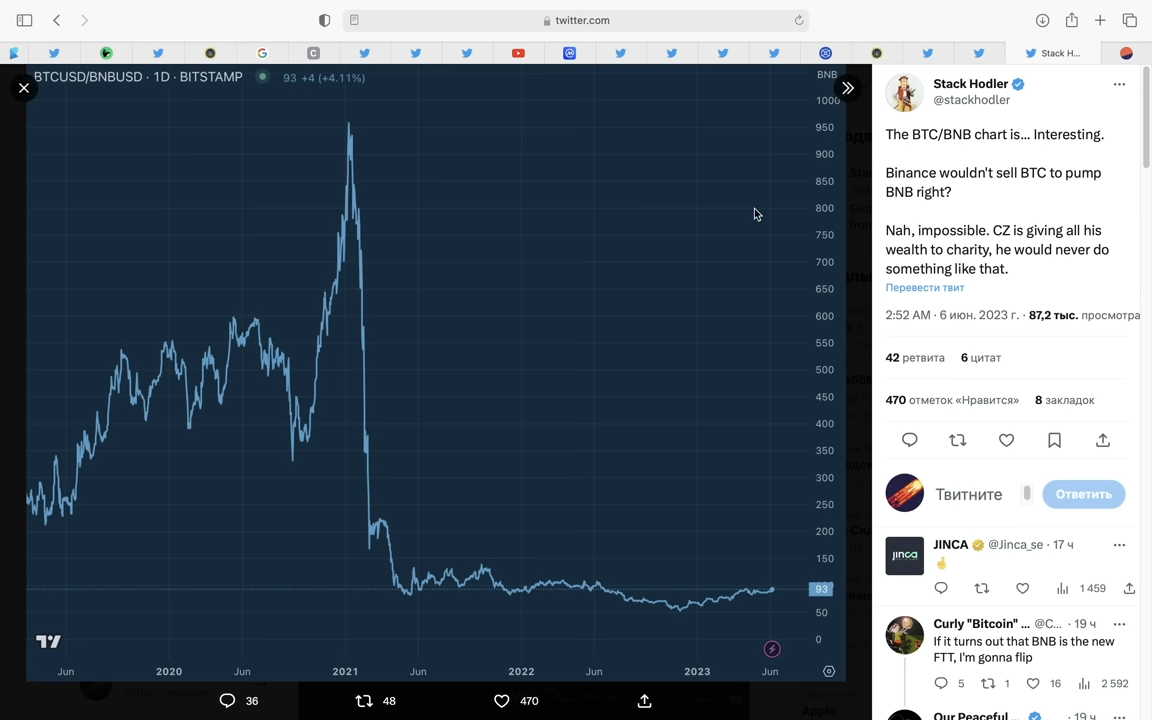 twitter.com
Stack H...
BTCUSD/BNBUSD · 1D · BITSTAMP
93 +4 (+4.11%)
BNB
1000
950
900
850
800
750
700
650
600
550
500
450
400
350
300
250
200
150
93
50
0
Jun
2020
Jun
2021
Jun
2022
Jun
2023
Jun
36
48
470
Stack Hodler
@stackhodler
The BTC/BNB chart is... Interesting.
Binance wouldn't sell BTC to pump
BNB right?
Nah, impossible. CZ is giving all his
wealth to charity, he would never do
something like that.
Перевести твит
2:52 AM · 6 июн. 2023 г. · 87,2 тыс. просмотра
42 ретвита 6 цитат
470 отметок «Нравится» 8 закладок
Твитните
Ответить
JINCA @Jinca_se · 17 ч
jinca
1 459
Curly "Bitcoin" ... @C... · 19 ч
If it turns out that BNB is the new
FTT, I'm gonna flip
5 1 16 2 592
Our Peaceful ... · 19 ч
Apple